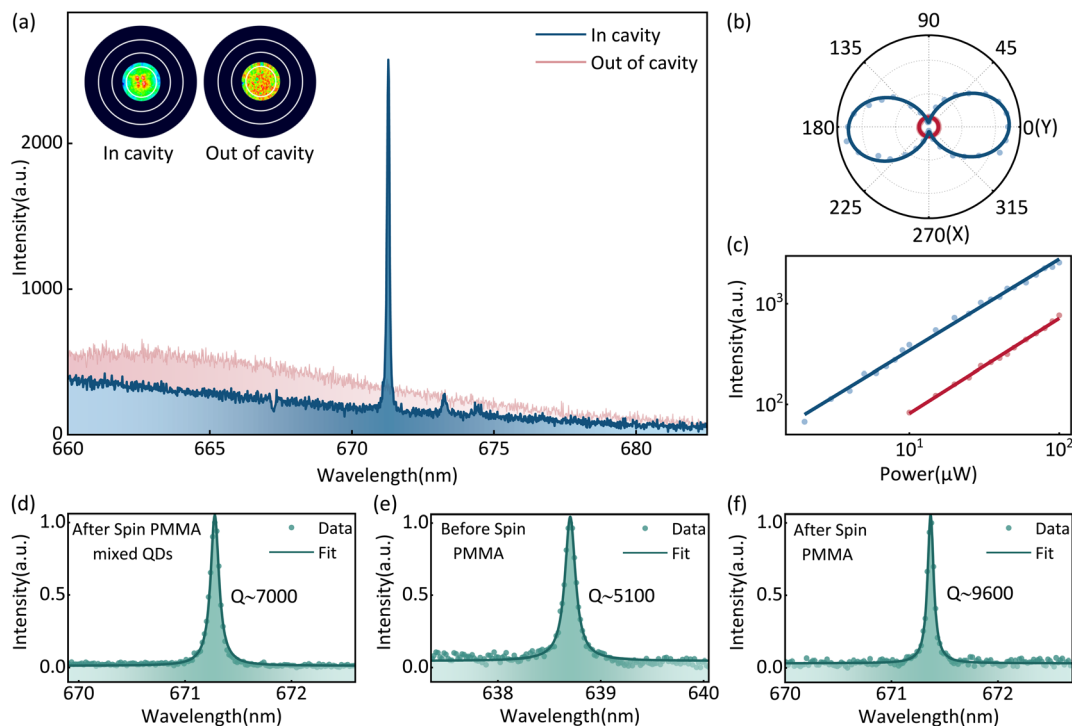 (a)
In cavity
Out of cavity
In cavity
Out of cavity
Intensity(a.u.)
2000
1000
0
660
665
670
675
680
Wavelength(nm)
(b)
90
135
45
180
0(Y)
225
315
270(X)
(c)
Intensity(a.u.)
10³
10²
10¹
10²
Power(μW)
(d)
After Spin PMMA
mixed QDs
Data
Fit
Q~7000
Intensity(a.u.)
1.0
0.5
0.0
670
671
672
Wavelength(nm)
(e)
Before Spin
PMMA
Data
Fit
Q~5100
Intensity(a.u.)
1.0
0.5
0.0
638
639
640
Wavelength(nm)
(f)
After Spin
PMMA
Data
Fit
Q~9600
Intensity(a.u.)
1.0
0.5
0.0
670
671
672
Wavelength(nm)